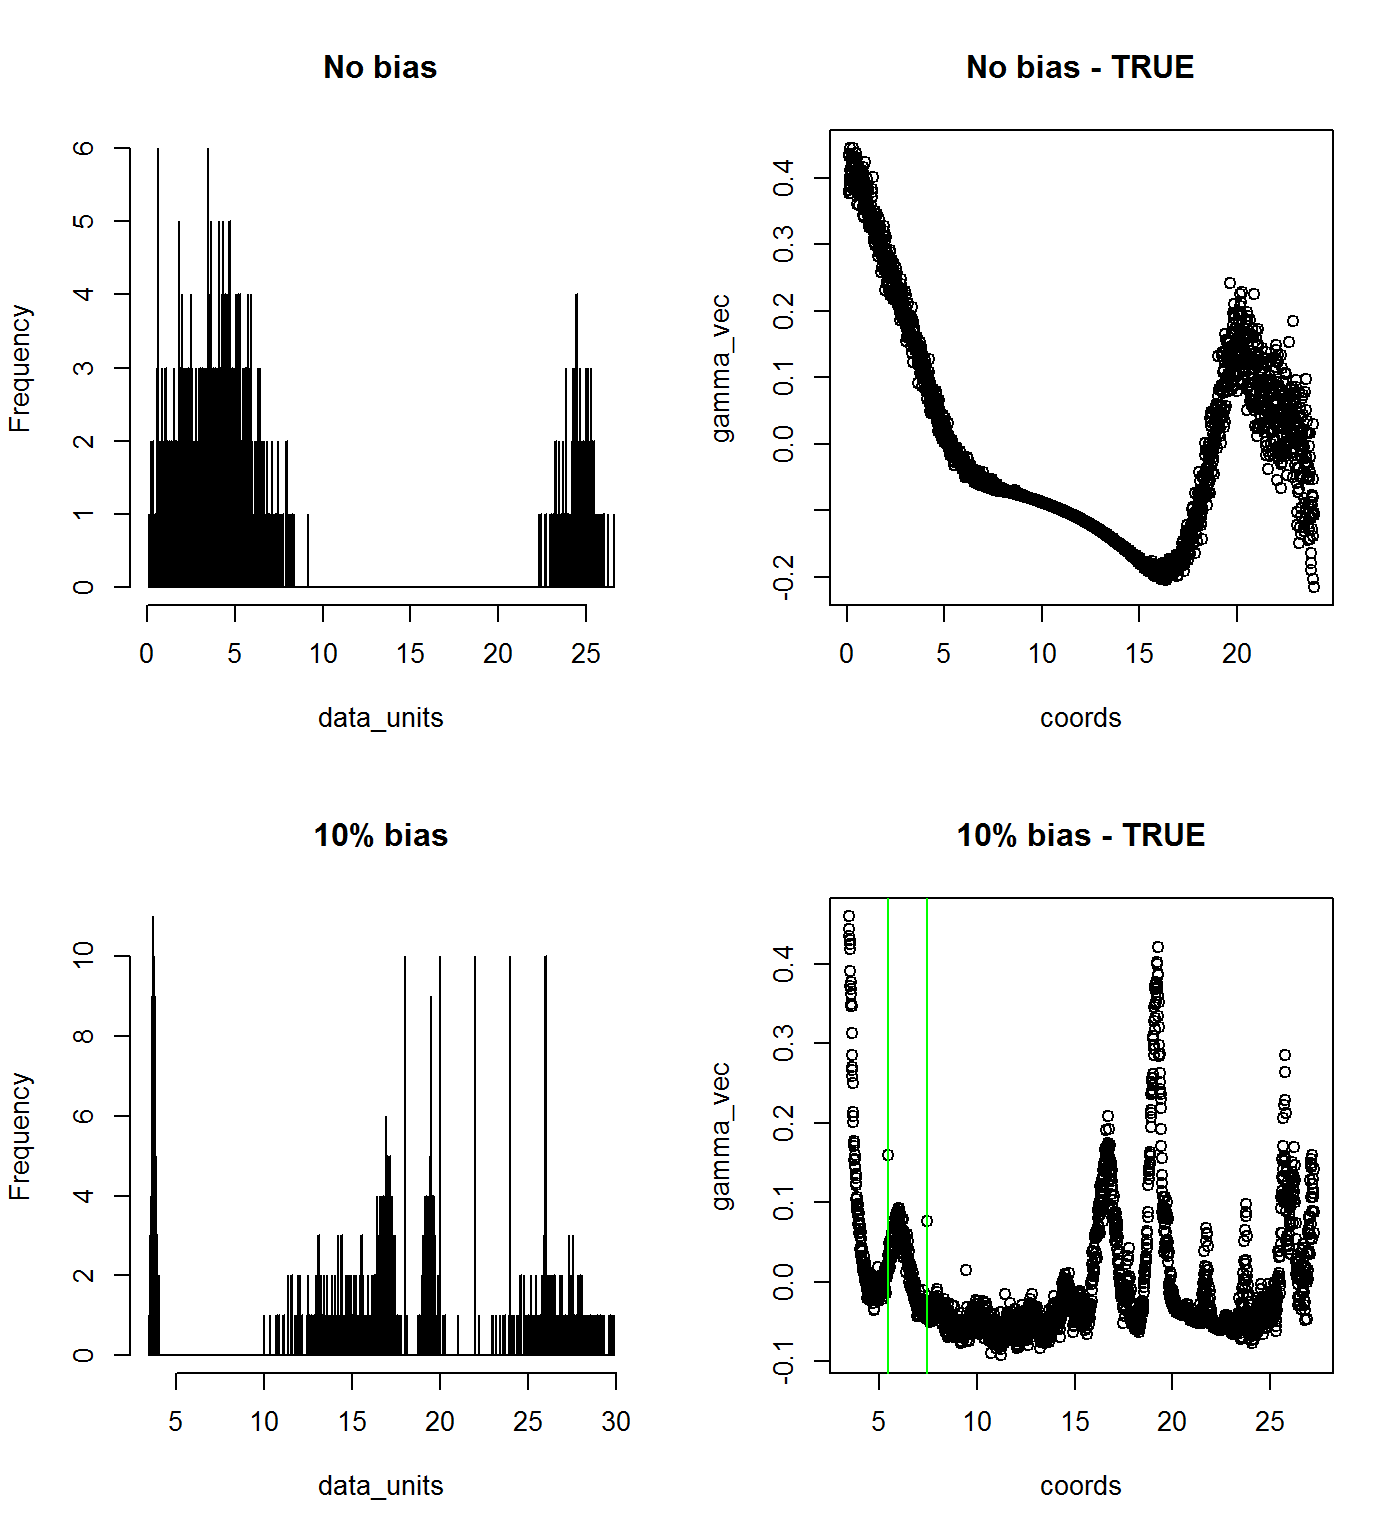 No bias
Frequency
0 1 2 3 4 5 6
0 5 10 15 20 25
data_units
No bias - TRUE
gamma_vec
-0.2 0.0 0.1 0.2 0.3 0.4
0 5 10 15 20
coords
10% bias
Frequency
0 2 4 6 8 10
5 10 15 20 25 30
data_units
10% bias - TRUE
gamma_vec
-0.1 0.0 0.1 0.2 0.3 0.4
5 10 15 20 25
coords